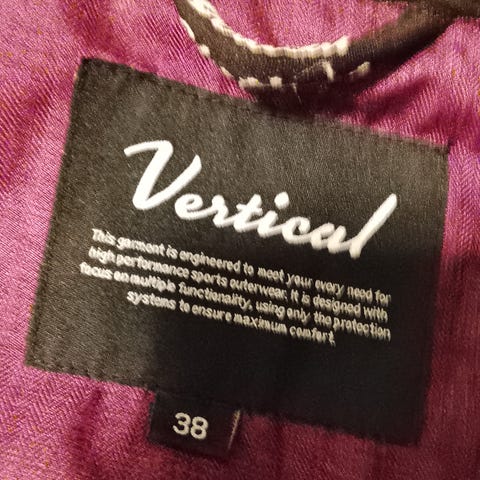 Vertical
This garment is engineered to meet your every need for
high performance sports outerwear. It is designed with
focus on multiple functionality, using only the protection
systems to ensure maximum comfort.
38